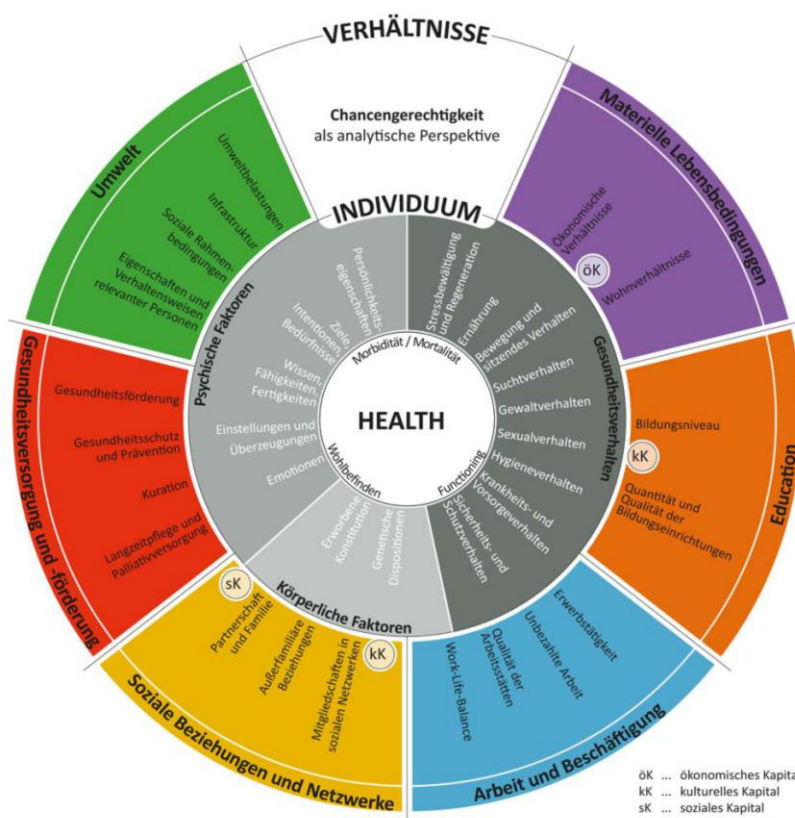 VERHÄLTNISSE
Chancengerechtigkeit
als analytische Perspektive
INDIVIDUUM
Materielle Lebensbedingungen
Ökonomische
Verhältnisse
öK
Wohnverhältnisse
Education
Bildungsniveau
kK
Quantität und
Qualität der
Bildungseinrichtungen
Arbeit und Beschäftigung
Erwerbstätigkeit
Unbezahlte Arbeit
Qualität der
Arbeitsstätten
Work-Life-Balance
Soziale Beziehungen und Netzwerke
kK
Mitgliedschaften in
sozialen Netzwerken
Außerfamiliäre
Beziehungen
Partnerschaft
und Familie
sK
Gesundheitsversorgung und -förderung
Gesundheitsförderung
Gesundheitsschutz
und Prävention
Kuration
Langzeitpflege und
Palliativversorgung
Umwelt
Umweltbelastungen
Infrastruktur
Soziale Rahmen-
bedingungen
Eigenschaften und
Verhaltensweisen
relevanter Personen
Psychische Faktoren
Persönlichkeits-
eigenschaften
Ziele,
Intentionen,
Bedürfnisse
Wissen,
Fähigkeiten,
Fertigkeiten
Einstellungen und
Überzeugungen
Emotionen
Gesundheitsverhalten
Stressbewältigung
und Regeneration
Ernährung
Bewegung und
sitzendes Verhalten
Suchtverhalten
Gewaltverhalten
Sexualverhalten
Hygieneverhalten
Krankheits- und
Vorsorgeverhalten
Sicherheits- und
Schutzverhalten
Körperliche Faktoren
Erworbene
Konstitution
Genetische
Dispositionen
Morbidität / Mortalität
HEALTH
Wohlbefinden
Functioning
öK ... ökonomisches Kapital
kK ... kulturelles Kapital
sK ... soziales Kapital